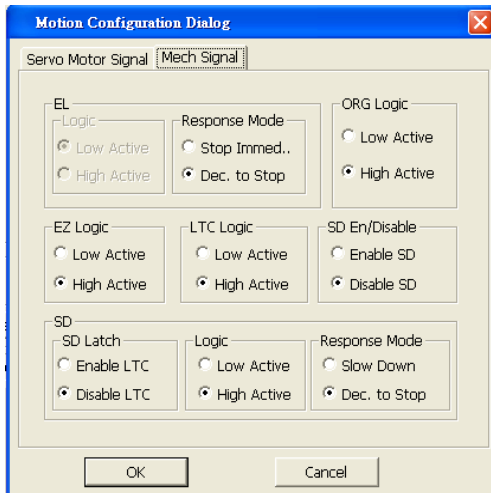 Motion Configuration Dialog
Servo Motor Signal Mech Signal
EL
Logic
Low Active
High Active
Response Mode
Stop Immed..
Dec. to Stop
ORG Logic
Low Active
High Active
EZ Logic
Low Active
High Active
LTC Logic
Low Active
High Active
SD En/Disable
Enable SD
Disable SD
SD
SD Latch
Enable LTC
Disable LTC
Logic
Low Active
High Active
Response Mode
Slow Down
Dec. to Stop
OK Cancel